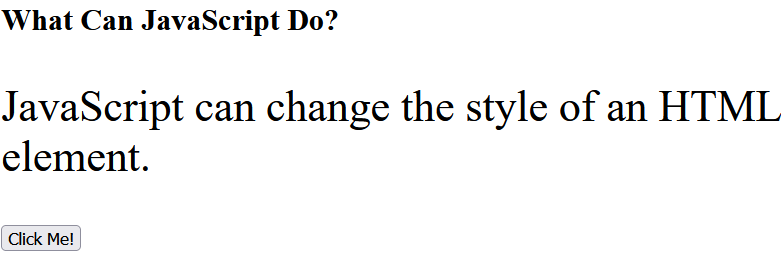 What Can JavaScript Do?
JavaScript can change the style of an HTML
element.
Click Me!